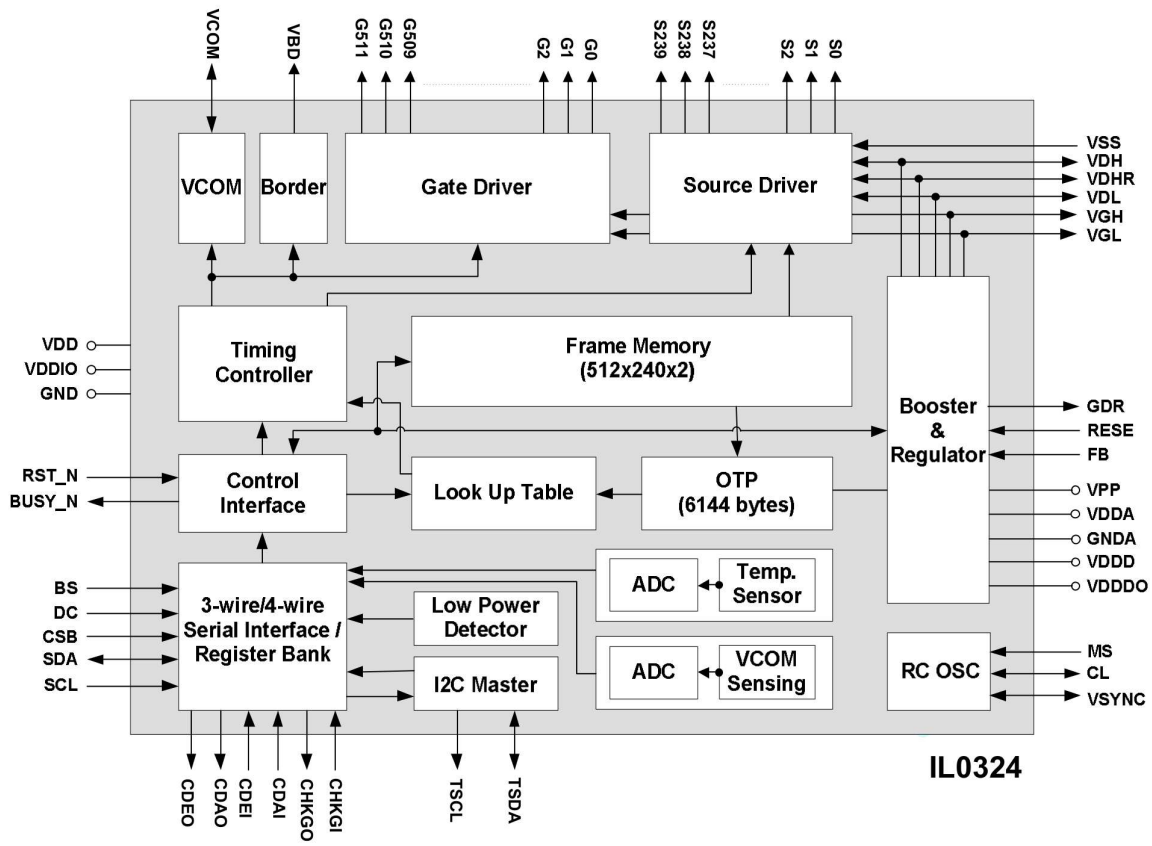 VCOM
VBD
G511
G510
G509
G2
G1
G0
S239
S238
S237
S2
S1
S0
VCOM
Border
Gate Driver
Source Driver
VSS
VDH
VDHR
VDL
VGH
VGL
VDD
VDDIO
GND
Timing
Controller
Frame Memory
(512x240x2)
Booster
&
Regulator
GDR
RESE
FB
VPP
VDDA
GNDA
VDDD
VDDDO
RST_N
BUSY_N
Control
Interface
Look Up Table
OTP
(6144 bytes)
BS
DC
CSB
SDA
SCL
3-wire/4-wire
Serial Interface /
Register Bank
Low Power
Detector
I2C Master
ADC
Temp.
Sensor
ADC
VCOM
Sensing
RC OSC
MS
CL
VSYNC
CDEO
CDAO
CDEI
CDAI
CHKGO
CHKGI
TSCL
TSDA
IL0324